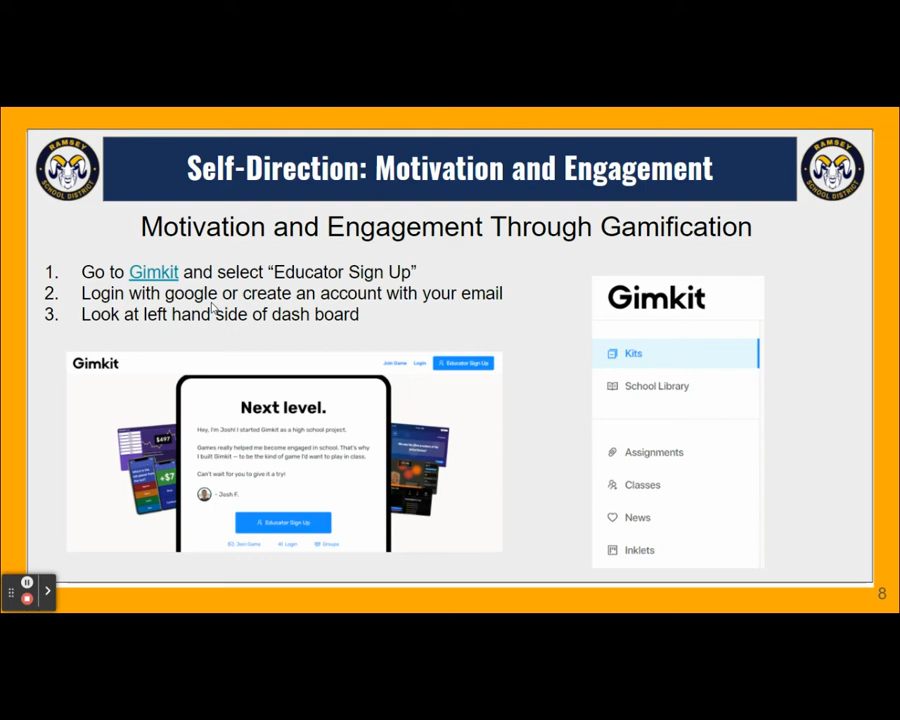 RAMSEY
SCHOOL DISTRICT
Self-Direction: Motivation and Engagement
RAMSEY
SCHOOL DISTRICT
Motivation and Engagement Through Gamification
1. Go to Gimkit and select “Educator Sign Up”
2. Login with google or create an account with your email
3. Look at left hand side of dash board
Gimkit
Join Game Login Educator Sign Up
Next level.
Hey, I'm Josh! I started Gimkit as a high school project.
Games really helped me become engaged in school. That's why
I built Gimkit – to be the kind of game I'd want to play in class.
Can't wait for you to give it a try!
– Josh F.
Educator Sign Up
Join Game Login Groups
$497
+$7
Gimkit
Kits
School Library
Assignments
Classes
News
Inklets
8